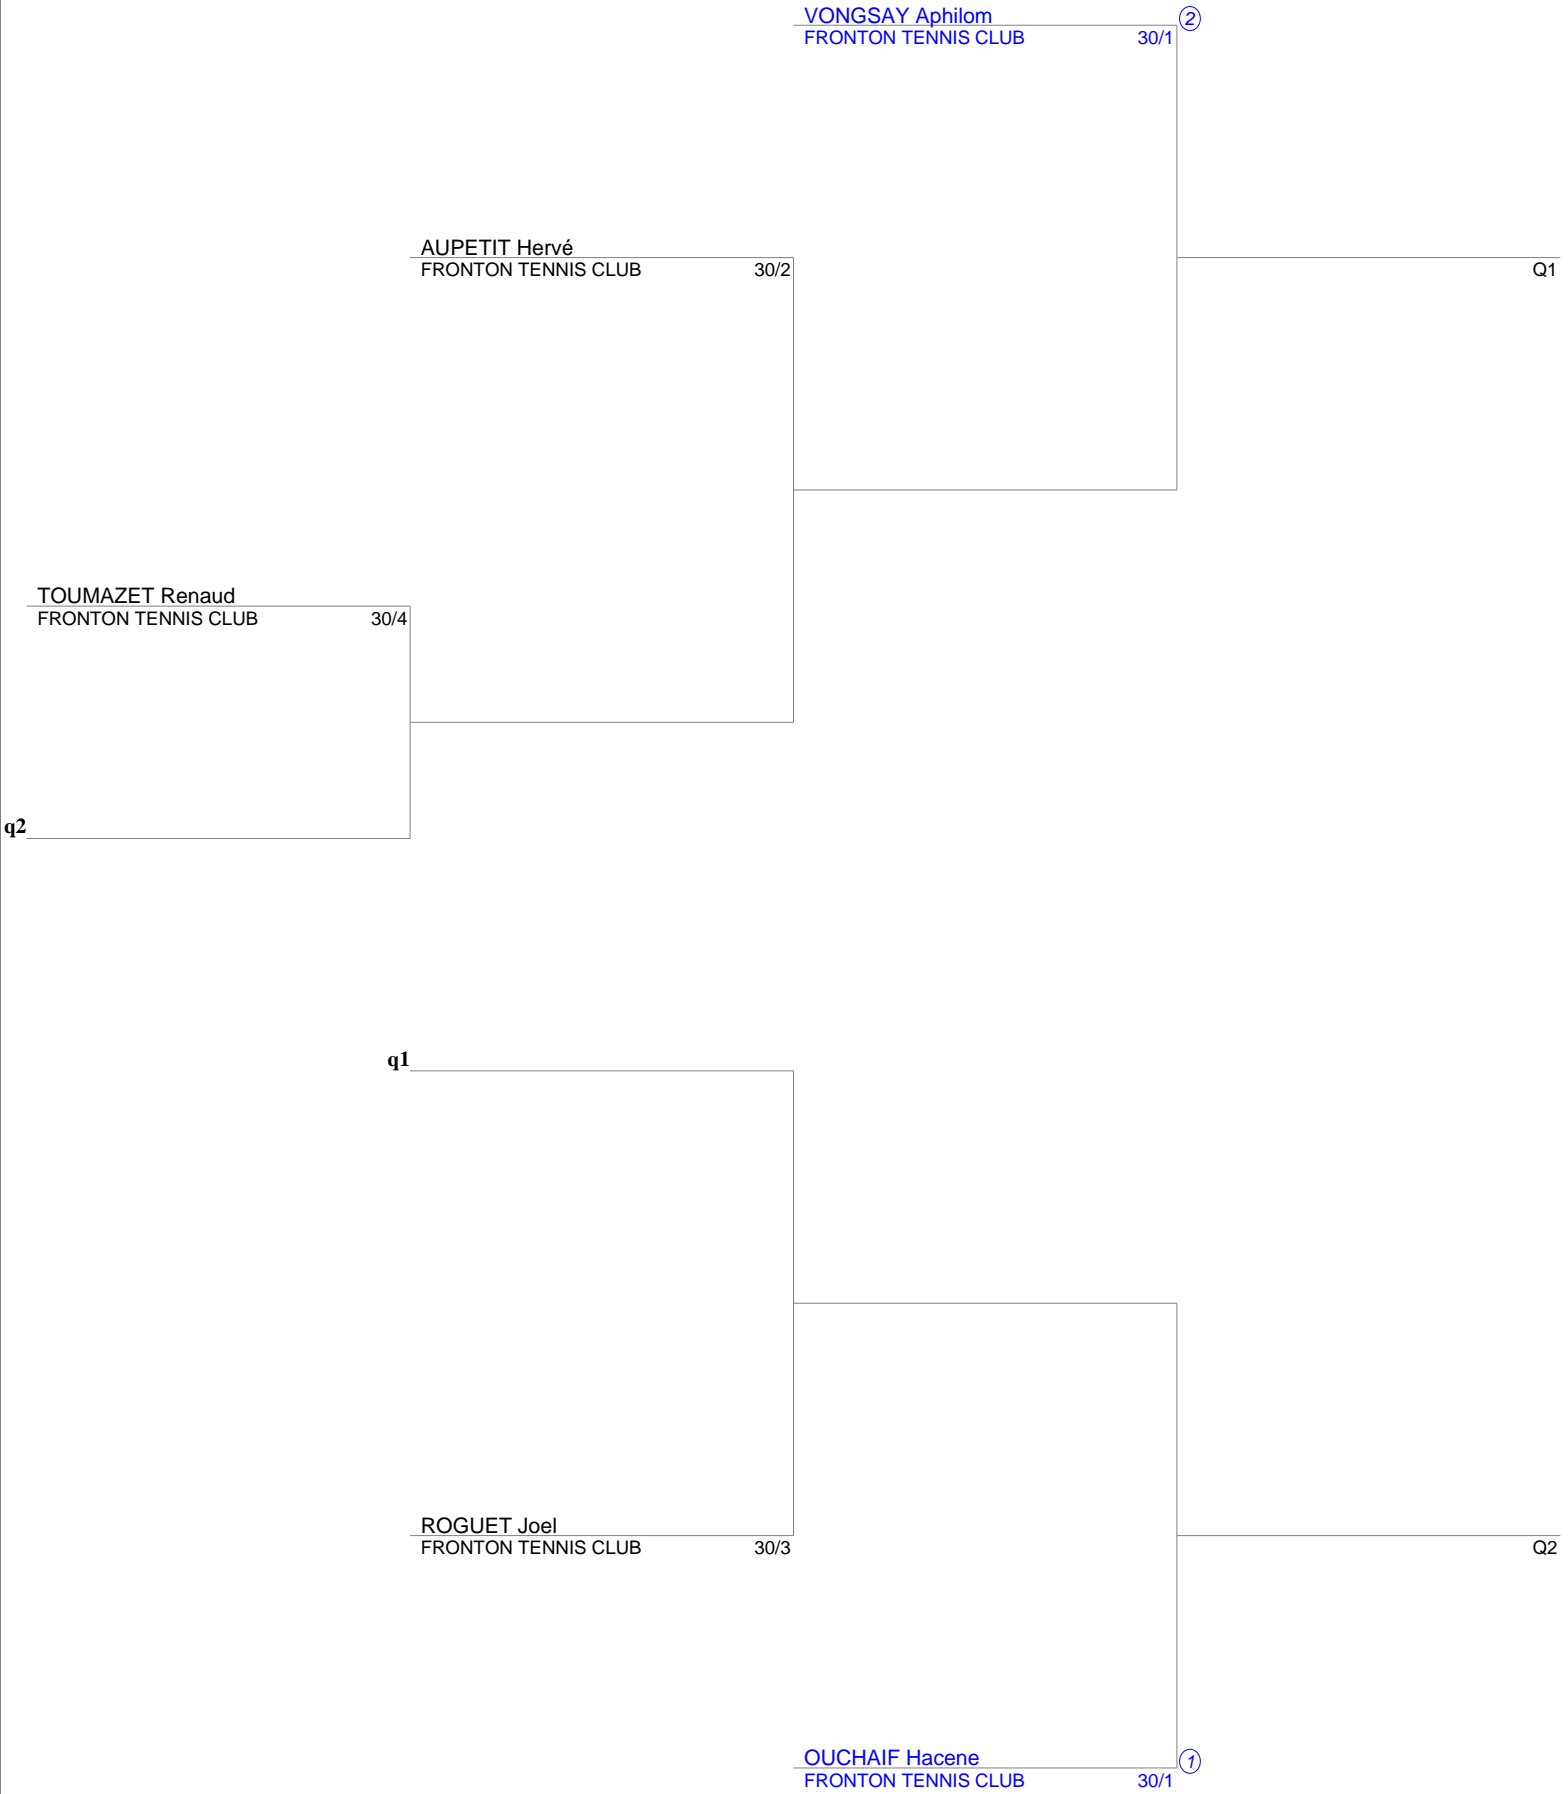 VONGSAY Aphilom 2
FRONTON TENNIS CLUB 30/1
AUPETIT Hervé
FRONTON TENNIS CLUB 30/2
Q1
TOUMAZET Renaud
FRONTON TENNIS CLUB 30/4
q2
q1
ROGUET Joel
FRONTON TENNIS CLUB 30/3
Q2
OUCHAIF Hacene 1
FRONTON TENNIS CLUB 30/1